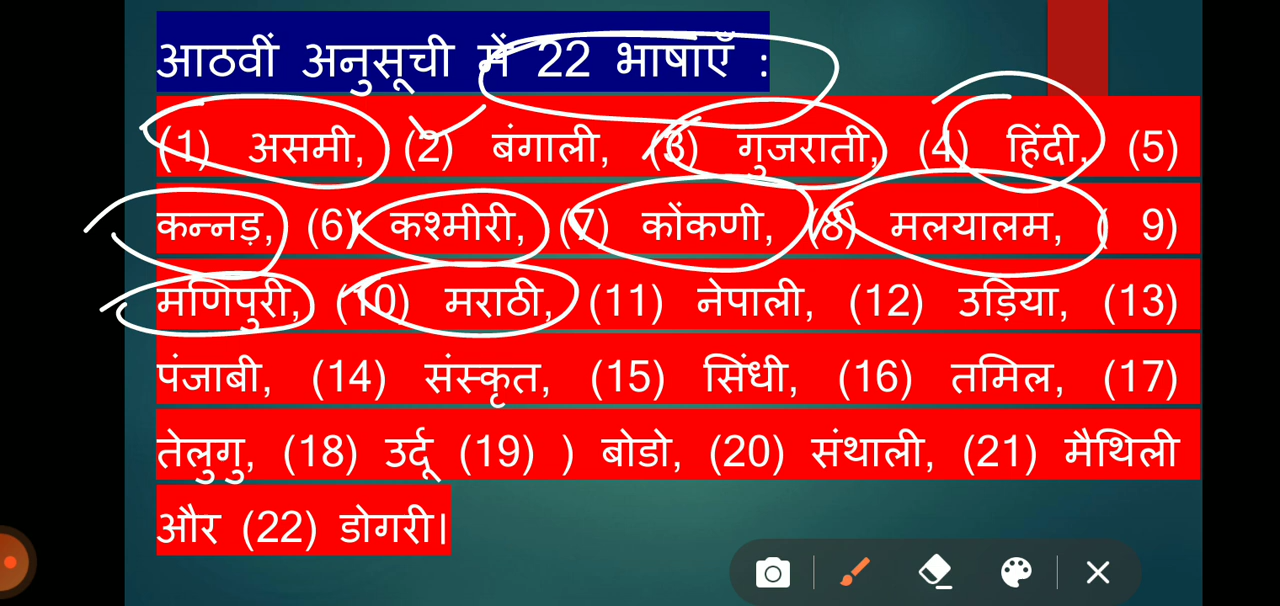 आठवीं अनुसूची में 22 भाषाएँ :
(1) असमी, (2) बंगाली, (3) गुजराती, (4) हिंदी, (5)
कन्नड़, (6) कश्मीरी, (7) कोंकणी, (8) मलयालम, ( 9)
मणिपुरी, (10) मराठी, (11) नेपाली, (12) उड़िया, (13)
पंजाबी, (14) संस्कृत, (15) सिंधी, (16) तमिल, (17)
तेलुगु, (18) उर्दू (19) ) बोडो, (20) संथाली, (21) मैथिली
और (22) डोगरी।